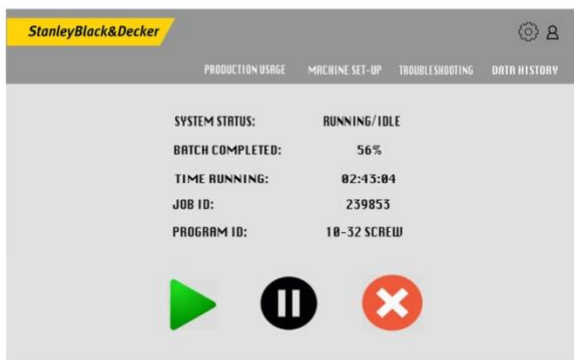 StanleyBlack&Decker
PRODUCTION USAGE MACHINE SET-UP TROUBLESHOOTING DATA HISTORY
SYSTEM STATUS: RUNNING/IDLE
BATCH COMPLETED: 56%
TIME RUNNING: 02:43:04
JOB ID: 239853
PROGRAM ID: 10-32 SCREW